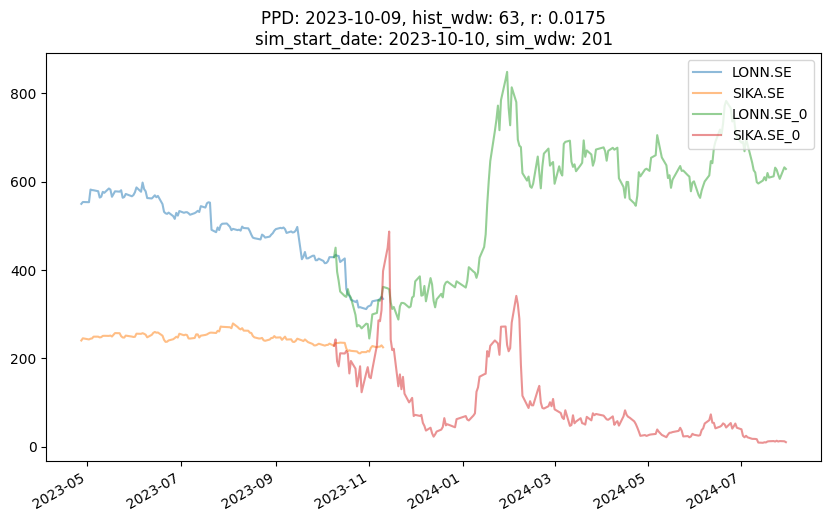 PPD: 2023-10-09, hist_wdw: 63, r: 0.0175
sim_start_date: 2023-10-10, sim_wdw: 201
LONN.SE
SIKA.SE
LONN.SE_0
SIKA.SE_0
800
600
400
200
0
2023-05
2023-07
2023-09
2023-11
2024-01
2024-03
2024-05
2024-07